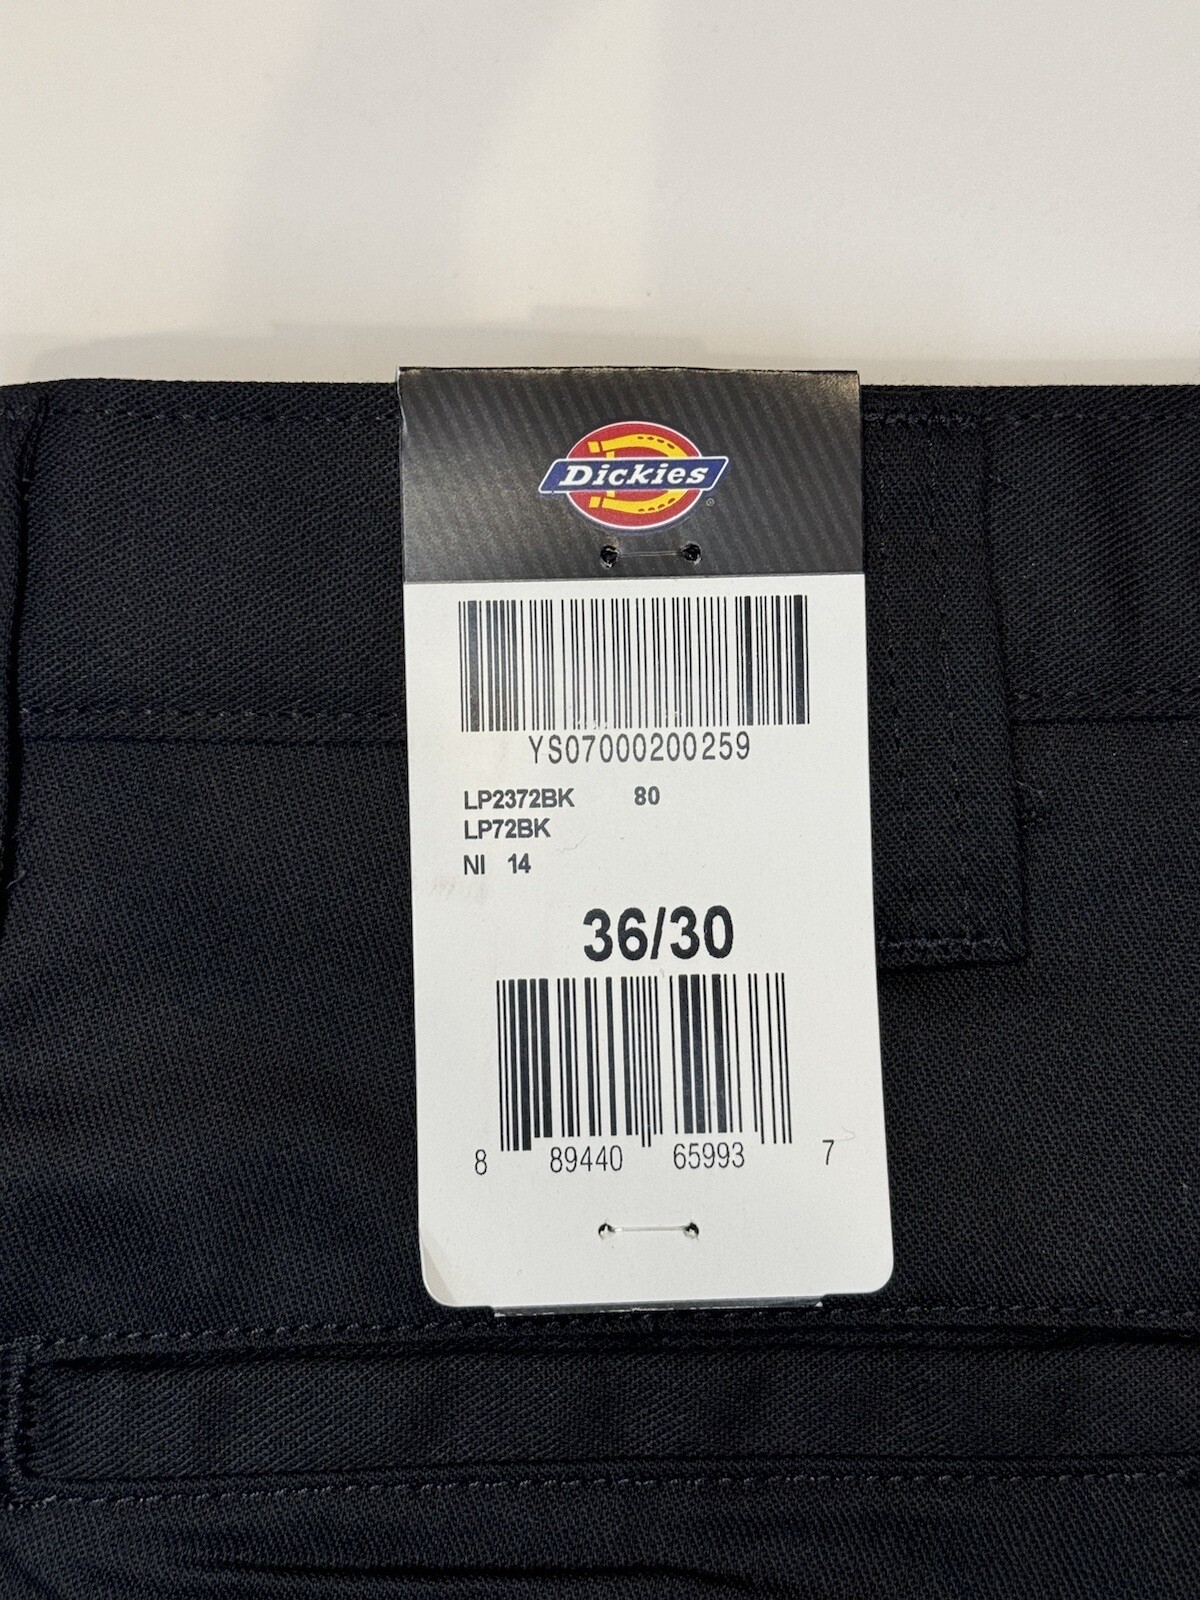 Dickies
YS07000200259
LP2372BK 80
LP72BK
NI 14
36/30
8 89440 65993 7